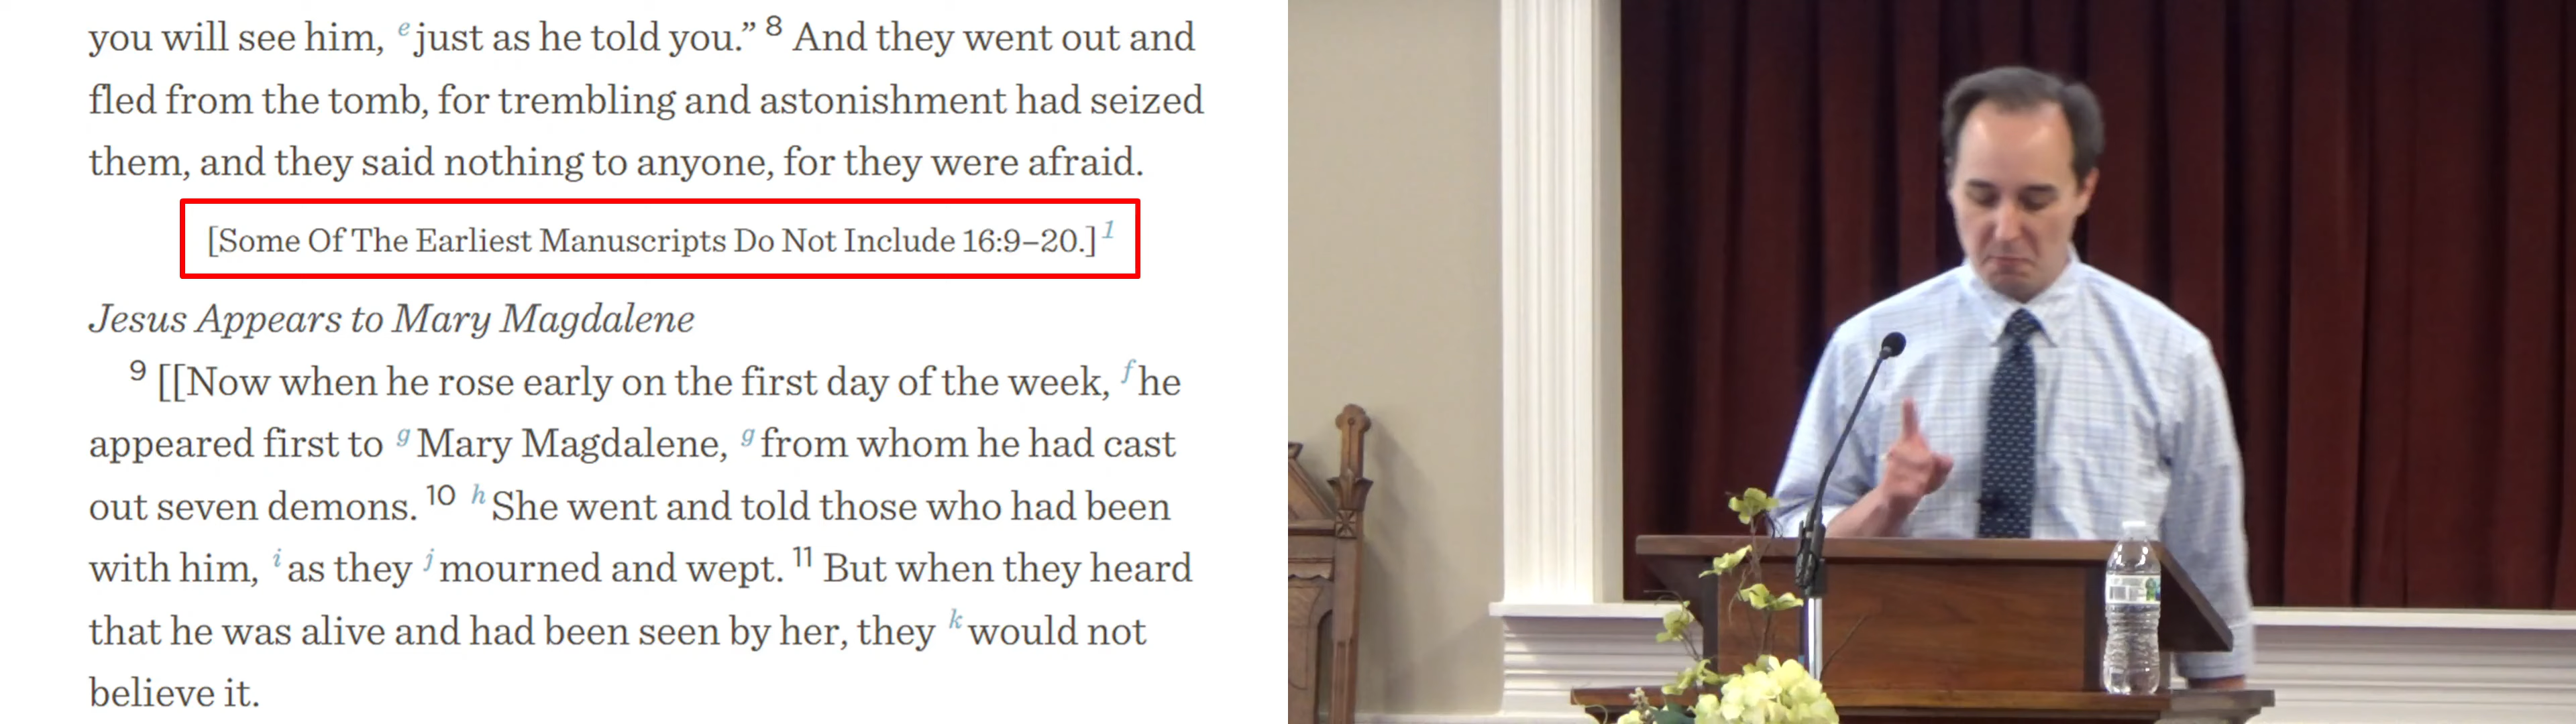 you will see him, e just as he told you.” 8 And they went out and
fled from the tomb, for trembling and astonishment had seized
them, and they said nothing to anyone, for they were afraid.
[Some Of The Earliest Manuscripts Do Not Include 16:9–20.] 1
Jesus Appears to Mary Magdalene
9 [[Now when he rose early on the first day of the week, f he
appeared first to g Mary Magdalene, g from whom he had cast
out seven demons. 10 h She went and told those who had been
with him, i as they j mourned and wept. 11 But when they heard
that he was alive and had been seen by her, they k would not
believe it.